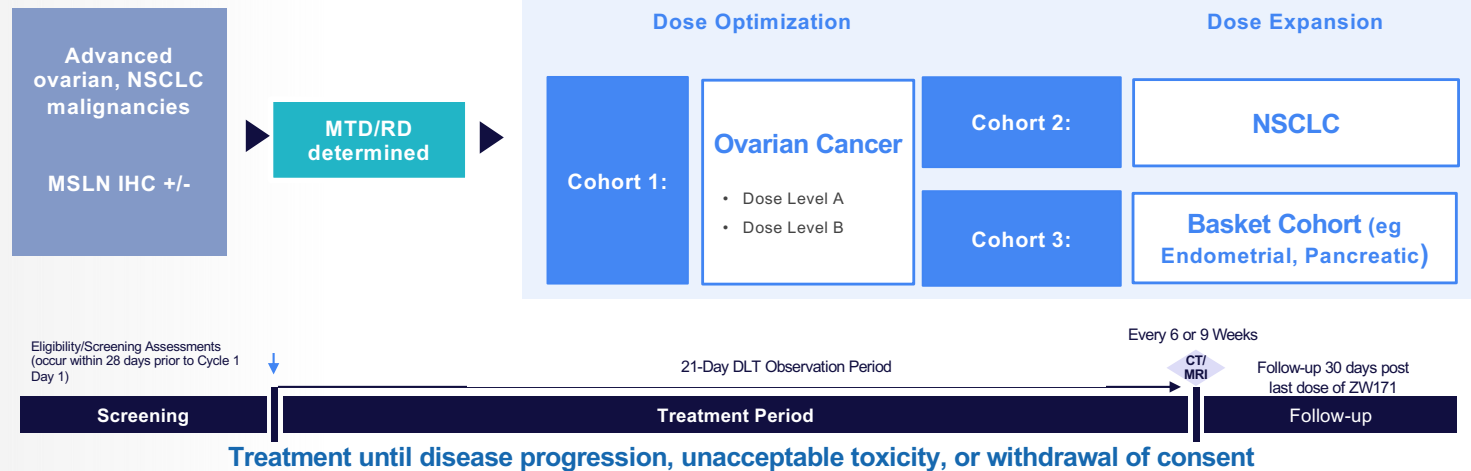 Dose Optimization
Dose Expansion
Advanced
ovarian, NSCLC
malignancies
MSLN IHC +/-
MTD/RD
determined
Cohort 1:
Ovarian Cancer
• Dose Level A
• Dose Level B
Cohort 2:
NSCLC
Cohort 3:
Basket Cohort (eg
Endometrial, Pancreatic)
Eligibility/Screening Assessments
(occur within 28 days prior to Cycle 1
Day 1)
21-Day DLT Observation Period
Every 6 or 9 Weeks
CT/
MRI
Follow-up 30 days post
last dose of ZW171
Screening
Treatment Period
Follow-up
Treatment until disease progression, unacceptable toxicity, or withdrawal of consent